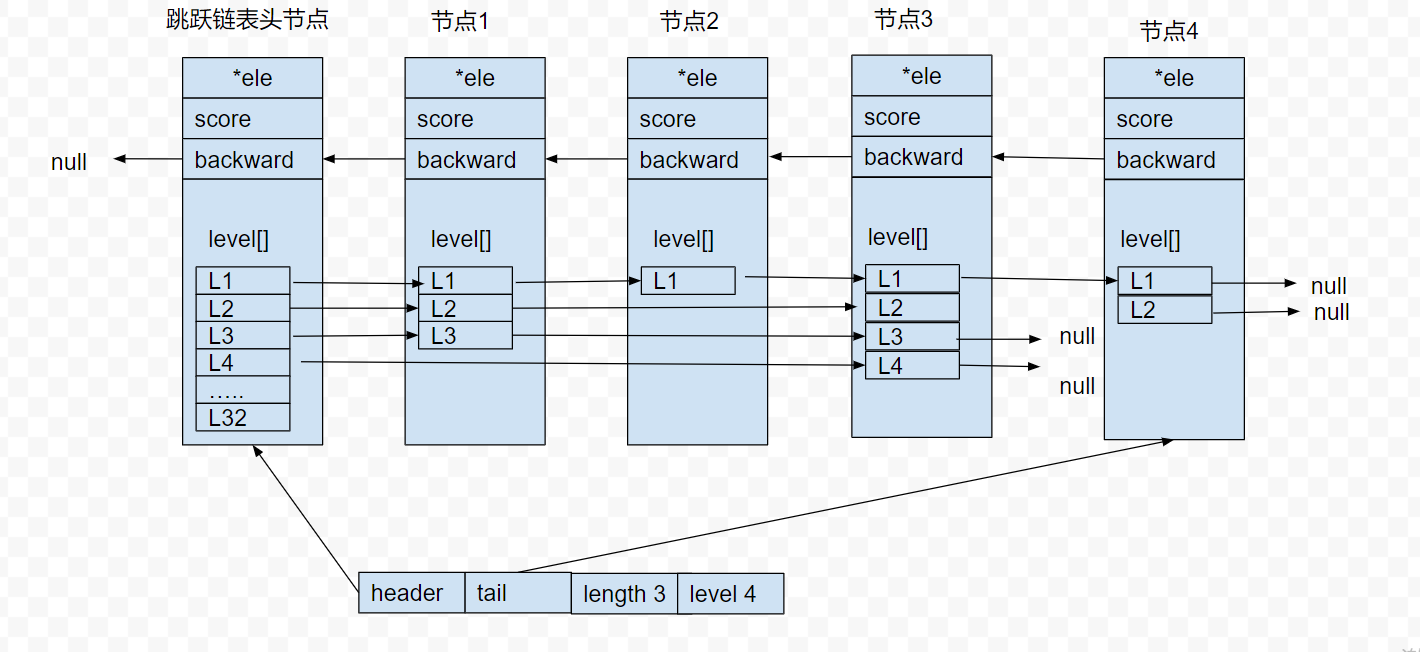 跳跃链表头节点
节点1
节点2
节点3
节点4
*ele
*ele
*ele
*ele
*ele
score
score
score
score
score
null
backward
backward
backward
backward
backward
level[]
level[]
level[]
level[]
level[]
L1
L1
L1
L1
L1
null
L2
L2
L2
L2
null
L3
L3
L3
null
L4
L4
null
.....
L32
header
tail
length 3
level 4